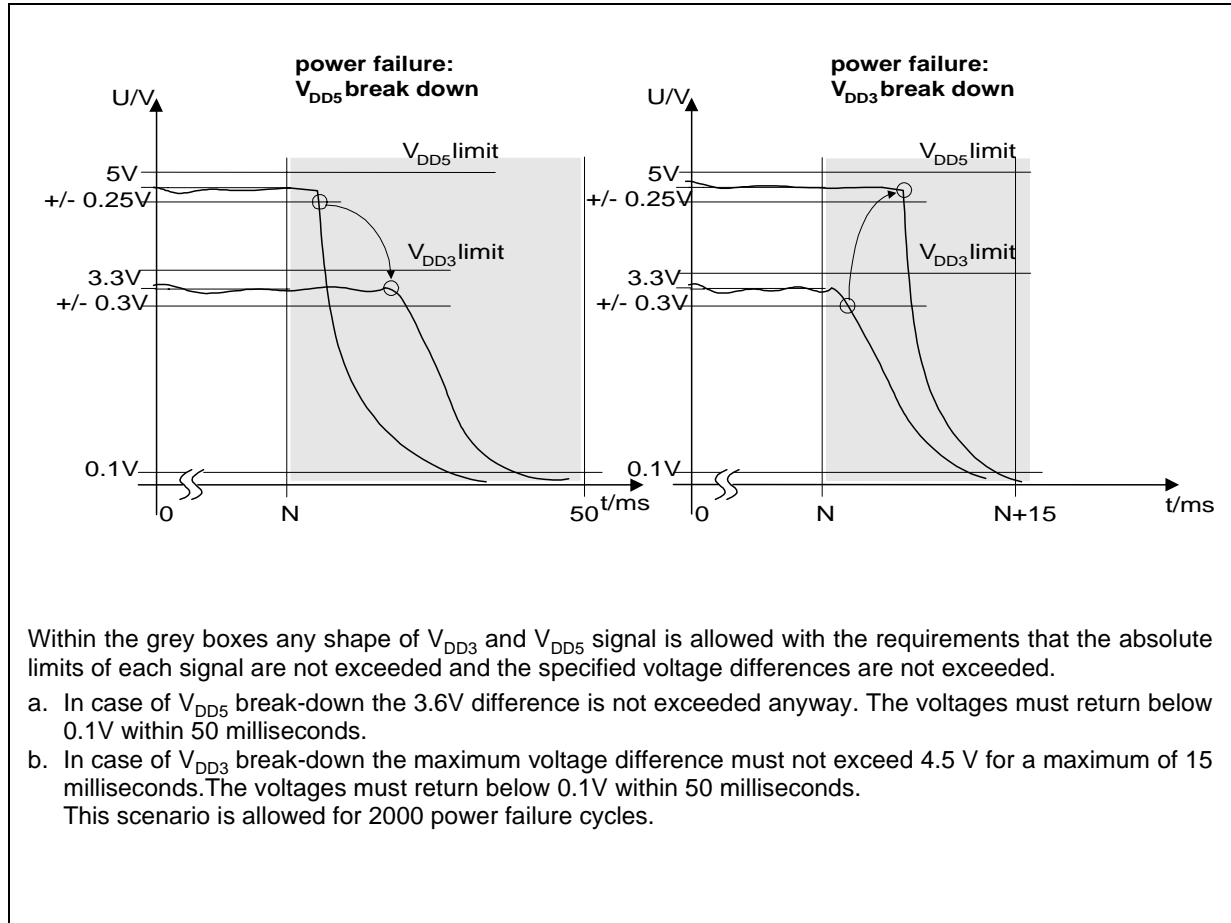 power failure:
VDD5 break down
U/V
VDD5 limit
5V
+/- 0.25V
VDD3 limit
3.3V
+/- 0.3V
0.1V
0
N
50
t/ms
power failure:
VDD3 break down
U/V
VDD5 limit
5V
+/- 0.25V
VDD3 limit
3.3V
+/- 0.3V
0.1V
0
N
N+15
t/ms
Within the grey boxes any shape of VDD3 and VDD5 signal is allowed with the requirements that the absolute
limits of each signal are not exceeded and the specified voltage differences are not exceeded.
a. In case of VDD5 break-down the 3.6V difference is not exceeded anyway. The voltages must return below
0.1V within 50 milliseconds.
b. In case of VDD3 break-down the maximum voltage difference must not exceed 4.5 V for a maximum of 15
milliseconds.The voltages must return below 0.1V within 50 milliseconds.
This scenario is allowed for 2000 power failure cycles.